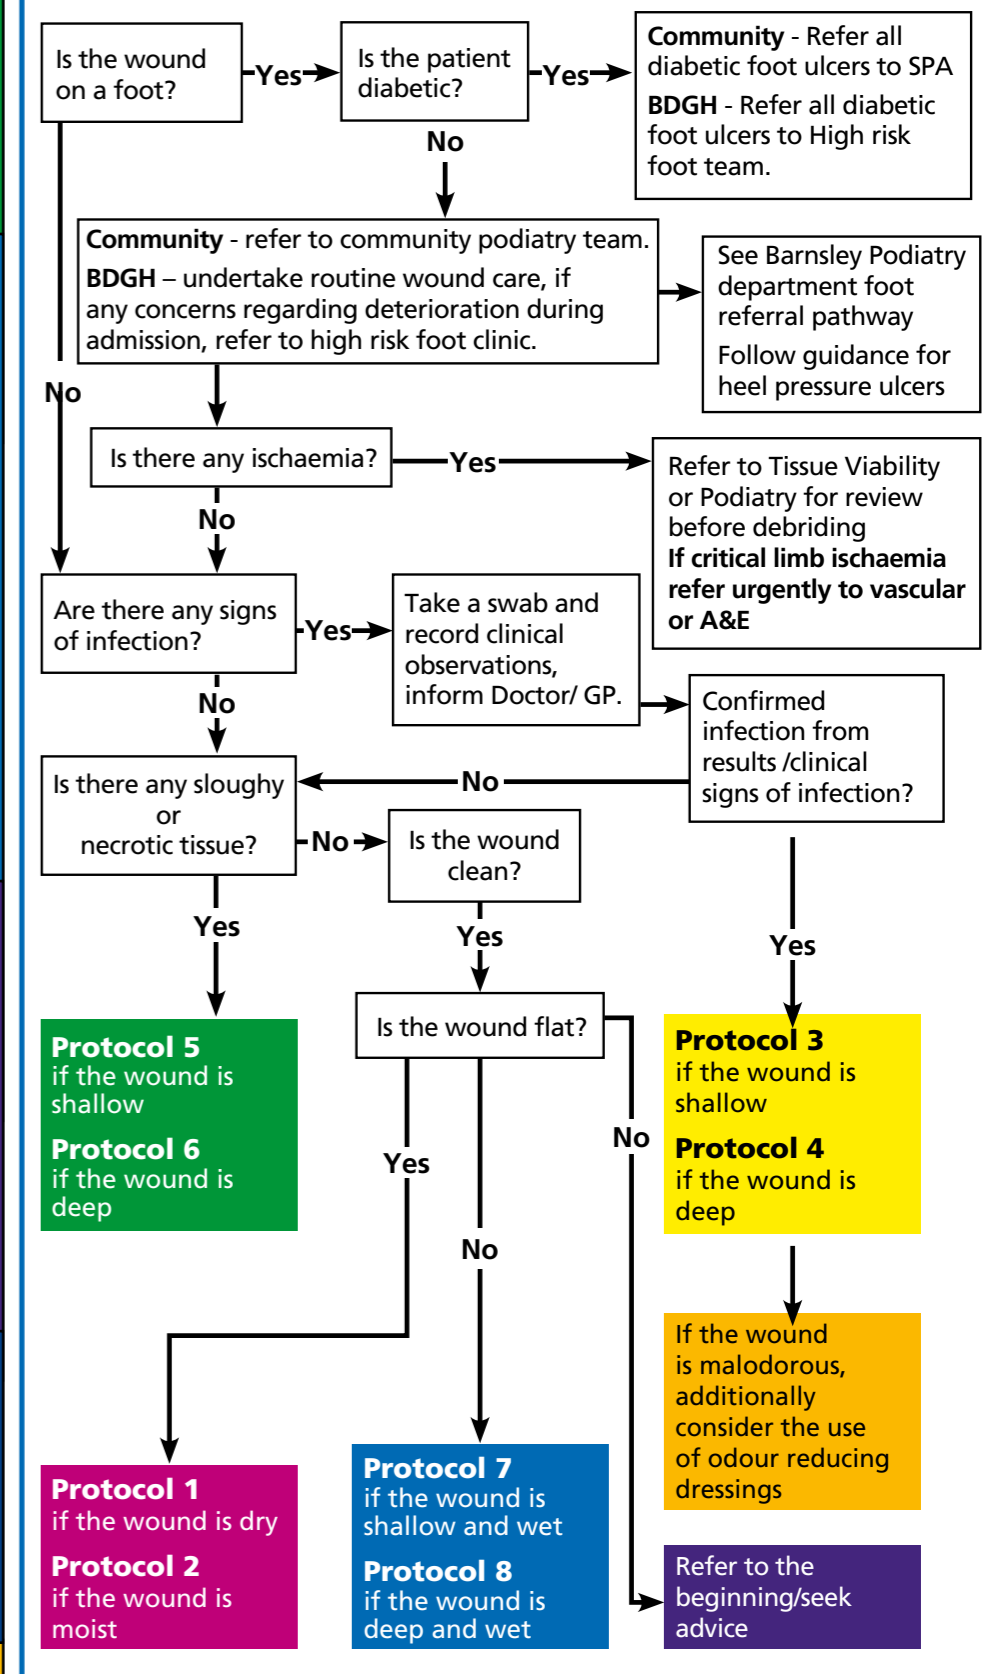 Is the wound
on a foot?
Yes
Is the patient
diabetic?
Yes
Community - Refer all
diabetic foot ulcers to SPA
BDGH - Refer all diabetic
foot ulcers to High risk
foot team.
No
Community - refer to community podiatry team.
BDGH – undertake routine wound care, if
any concerns regarding deterioration during
admission, refer to high risk foot clinic.
See Barnsley Podiatry
department foot
referral pathway
Follow guidance for
heel pressure ulcers
No
Is there any ischaemia?
Yes
Refer to Tissue Viability
or Podiatry for review
before debriding
If critical limb ischaemia
refer urgently to vascular
or A&E
No
Are there any signs
of infection?
Yes
Take a swab and
record clinical
observations,
inform Doctor/ GP.
Confirmed
infection from
results /clinical
signs of infection?
No
No
Is there any sloughy
or
necrotic tissue?
No
Is the wound
clean?
Yes
Yes
Yes
Is the wound flat?
Protocol 5
if the wound is
shallow
Protocol 6
if the wound is
deep
Protocol 3
if the wound is
shallow
Protocol 4
if the wound is
deep
Yes
No
No
If the wound
is malodorous,
additionally
consider the use
of odour reducing
dressings
Protocol 1
if the wound is dry
Protocol 2
if the wound is
moist
Protocol 7
if the wound is
shallow and wet
Protocol 8
if the wound is
deep and wet
Refer to the
beginning/seek
advice